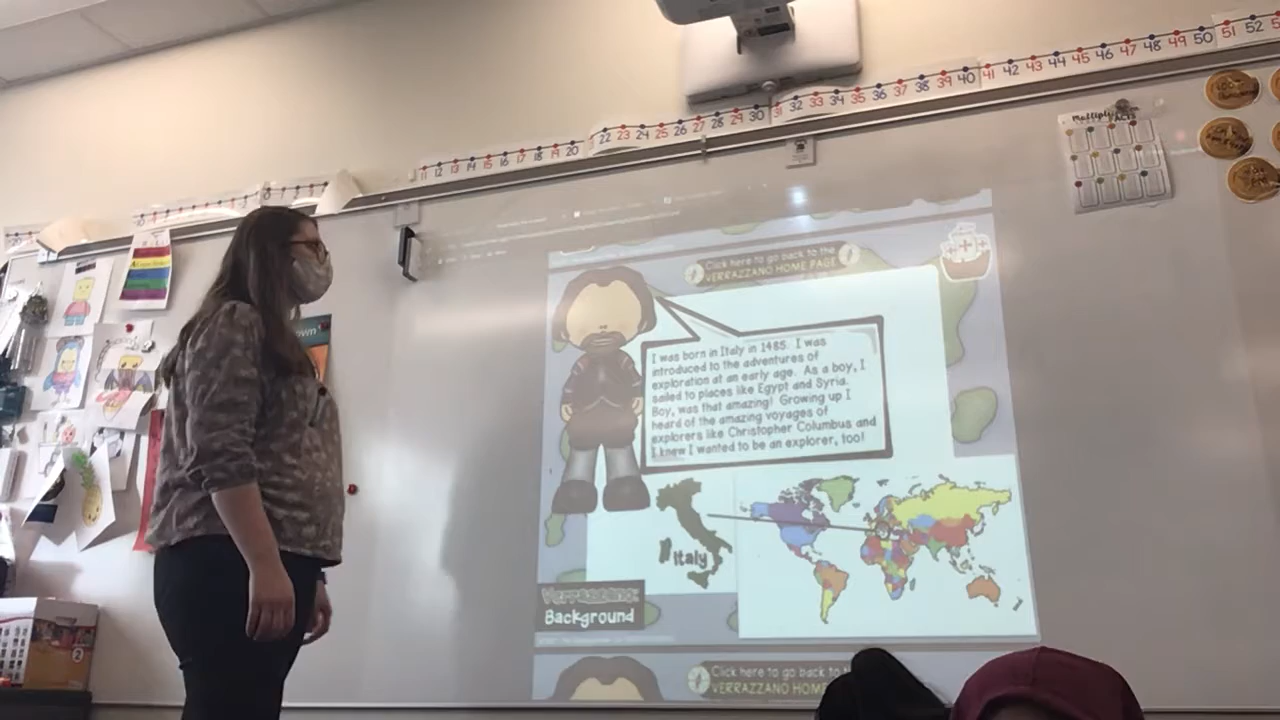 11 12 13 14 15 16 17 18 19 20
22 23 24 25 26 27 28 29 30
31 32 33 34 35 36 37 38 39 40
41 42 43 44 45 46 47 48 49 50
51 52
Multiply
Click here to go back to the
VERRAZZANO HOME PAGE
I was born in Italy in 1485. I was
introduced to the adventures of
exploration at an early age. As a boy, I
sailed to places like Egypt and Syria.
Boy, was that amazing! Growing up I
heard of the amazing voyages of
explorers like Christopher Columbus and
I knew I wanted to be an explorer, too!
Italy
Verrazzano:
Background
Click here to go back to
VERRAZZANO HOME
2